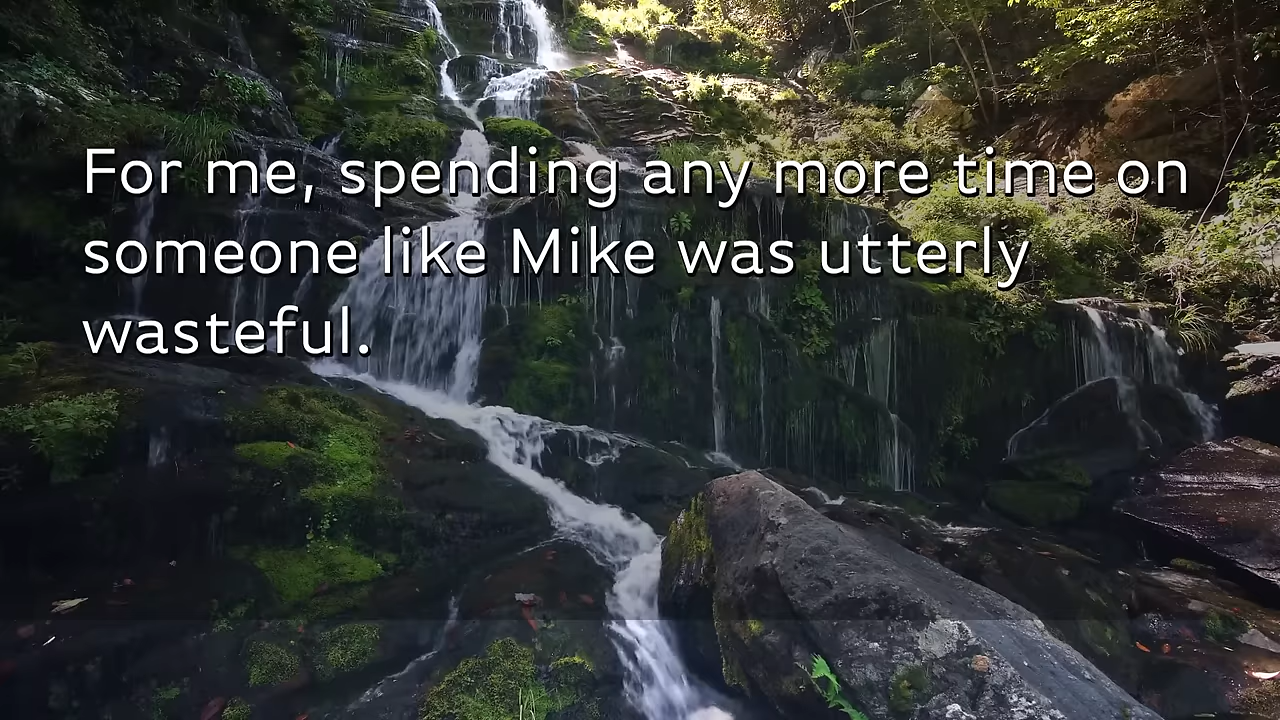 For me, spending any more time on
someone like Mike was utterly
wasteful.